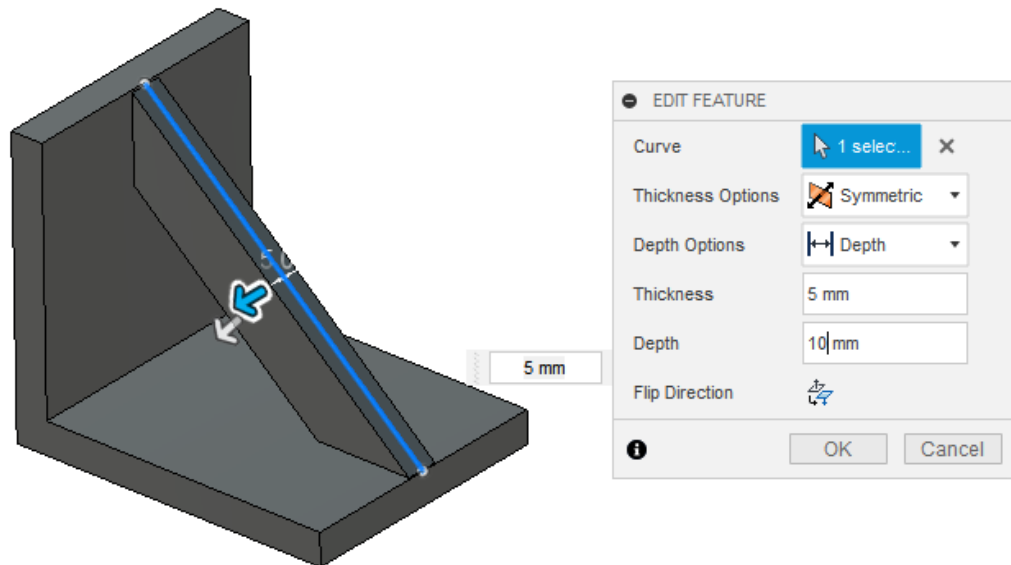 EDIT FEATURE
Curve
1 selec...
Thickness Options
Symmetric
Depth Options
Depth
Thickness
5 mm
Depth
10 mm
Flip Direction
OK
Cancel
5 mm